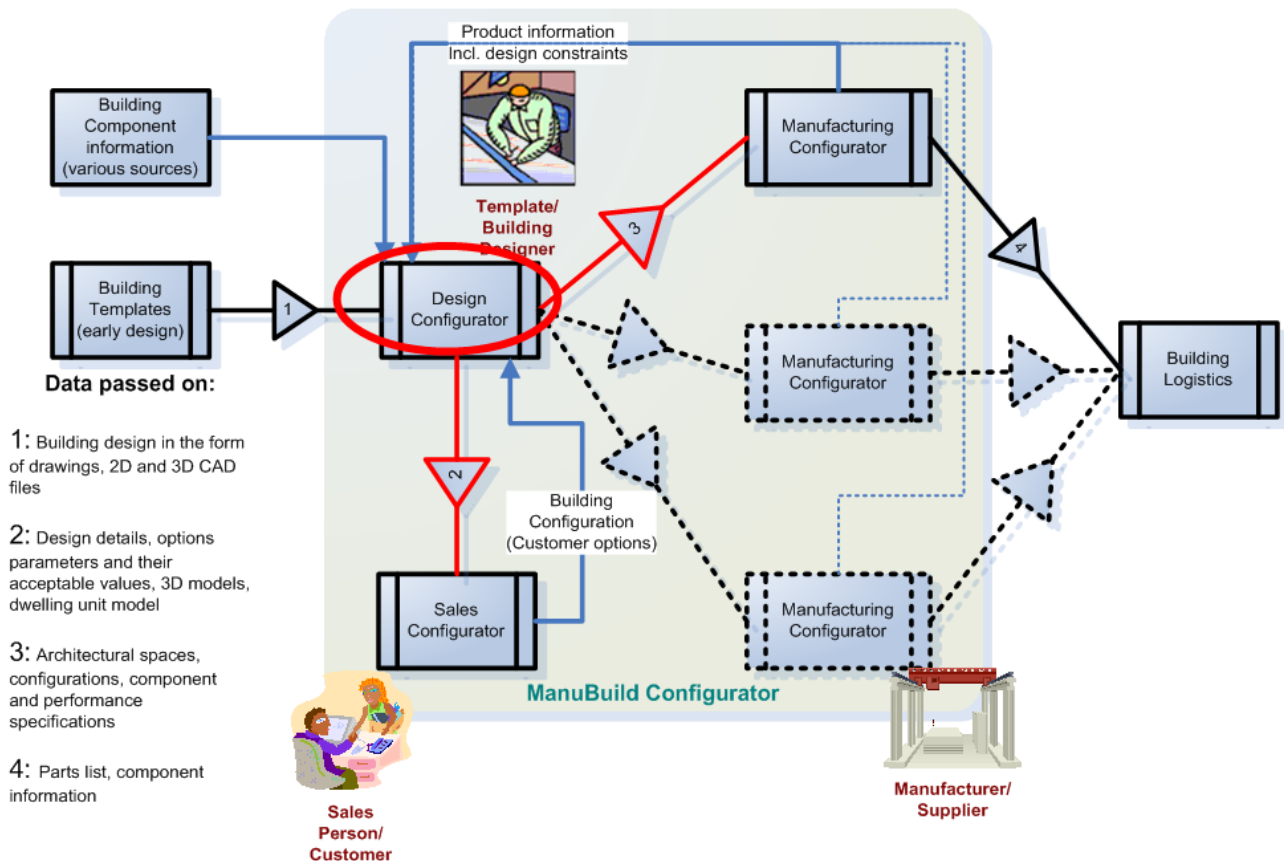 Product information
Incl. design constraints
Building
Component
information
(various sources)
Manufacturing
Configurator
Template/
Building
Designer
3
4
Building
Templates
(early design)
1
Design
Configurator
Manufacturing
Configurator
Building
Logistics
Data passed on:
1: Building design in the form
of drawings, 2D and 3D CAD
files
2
2: Design details, options
parameters and their
acceptable values, 3D models,
dwelling unit model
Building
Configuration
(Customer options)
Sales
Configurator
Manufacturing
Configurator
3: Architectural spaces,
configurations, component
and performance
specifications
ManuBuild Configurator
4: Parts list, component
information
Sales
Person/
Customer
Manufacturer/
Supplier